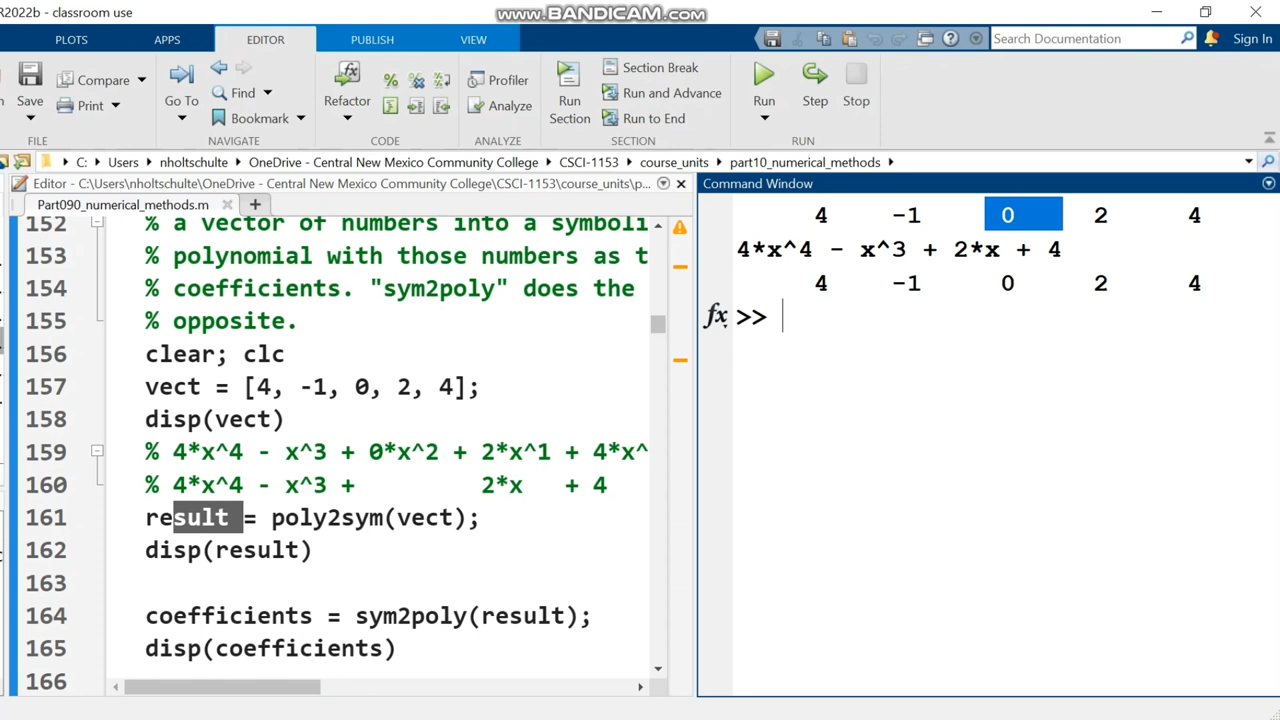 R2022b - classroom use
www.BANDICAM.com
PLOTS
APPS
EDITOR
PUBLISH
VIEW
Search Documentation
Sign In
Save
Compare
Print
FILE
Go To
Find
Bookmark
NAVIGATE
Refactor
CODE
Profiler
Analyze
ANALYZE
Run
Section
Section Break
Run and Advance
Run to End
SECTION
Run
Step
Stop
RUN
C: Users nholtschulte OneDrive - Central New Mexico Community College CSCI-1153 course_units part10_numerical_methods
Editor - C:\Users\nholtschulte\OneDrive - Central New Mexico Community College\CSCI-1153\course_units\p...
Part090_numerical_methods.m
152 % a vector of numbers into a symboli
153 % polynomial with those numbers as t
154 % coefficients. "sym2poly" does the
155 % opposite.
156 clear; clc
157 vect = [4, -1, 0, 2, 4];
158 disp(vect)
159 % 4*x^4 - x^3 + 0*x^2 + 2*x^1 + 4*x^
160 % 4*x^4 - x^3 + 2*x + 4
161 result = poly2sym(vect);
162 disp(result)
163
164 coefficients = sym2poly(result);
165 disp(coefficients)
166
Command Window
4 -1 0 2 4
4*x^4 - x^3 + 2*x + 4
4 -1 0 2 4
fx >>